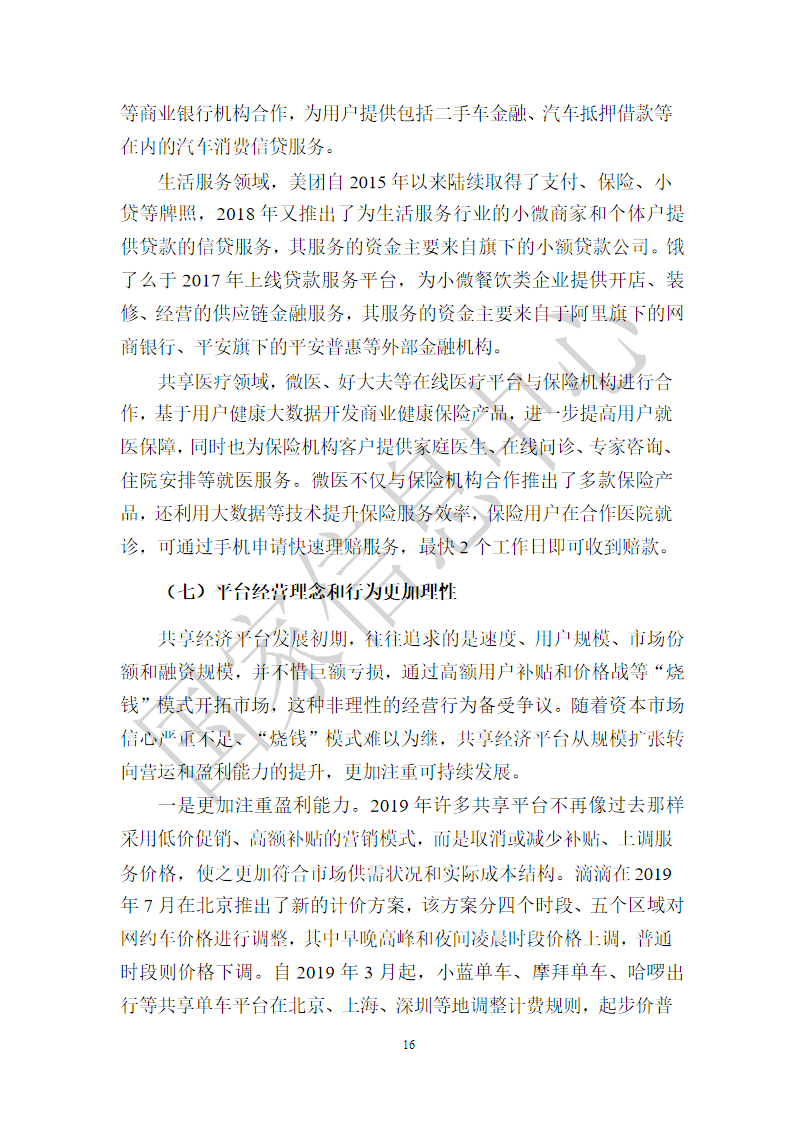 等商业银行机构合作，为用户提供包括二手车金融、汽车抵押借款等
在内的汽车消费信贷服务。
生活服务领域，美团自 2015 年以来陆续取得了支付、保险、小
贷等牌照，2018 年又推出了为生活服务行业的小微商家和个体户提
供贷款的信贷服务，其服务的资金主要来自旗下的小额贷款公司。饿
了么于 2017 年上线贷款服务平台，为小微餐饮类企业提供开店、装
修、经营的供应链金融服务，其服务的资金主要来自于阿里旗下的网
商银行、平安旗下的平安普惠等外部金融机构。
共享医疗领域，微医、好大夫等在线医疗平台与保险机构进行合
作，基于用户健康大数据开发商业健康保险产品，进一步提高用户就
医保障，同时也为保险机构客户提供家庭医生、在线问诊、专家咨询、
住院安排等就医服务。微医不仅与保险机构合作推出了多款保险产
品，还利用大数据等技术提升保险服务效率，保险用户在合作医院就
诊，可通过手机申请快速理赔服务，最快 2 个工作日即可收到赔款。
（七）平台经营理念和行为更加理性
共享经济平台发展初期，往往追求的是速度、用户规模、市场份
额和融资规模，并不惜巨额亏损，通过高额用户补贴和价格战等“烧
钱”模式开拓市场，这种非理性的经营行为备受争议。随着资本市场
信心严重不足、“烧钱”模式难以为继，共享经济平台从规模扩张转
向营运和盈利能力的提升，更加注重可持续发展。
一是更加注重盈利能力。2019 年许多共享平台不再像过去那样
采用低价促销、高额补贴的营销模式，而是取消或减少补贴、上调服
务价格，使之更加符合市场供需状况和实际成本结构。滴滴在 2019
年 7 月在北京推出了新的计价方案，该方案分四个时段、五个区域对
网约车价格进行调整，其中早晚高峰和夜间凌晨时段价格上调，普通
时段则价格下调。自 2019 年 3 月起，小蓝单车、摩拜单车、哈啰出
行等共享单车平台在北京、上海、深圳等地调整计费规则，起步价普
16
国家信息中心